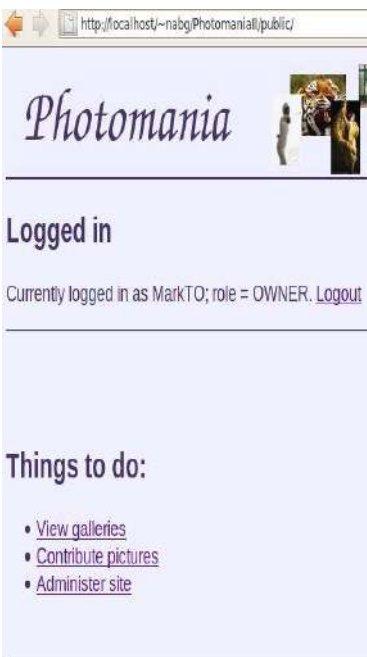 http://localhost/~nabg/PhotomaniaII/public/
Photomania
Logged in
Currently logged in as MarkTO; role = OWNER. Logout
Things to do:
• View galleries
• Contribute pictures
• Administer site